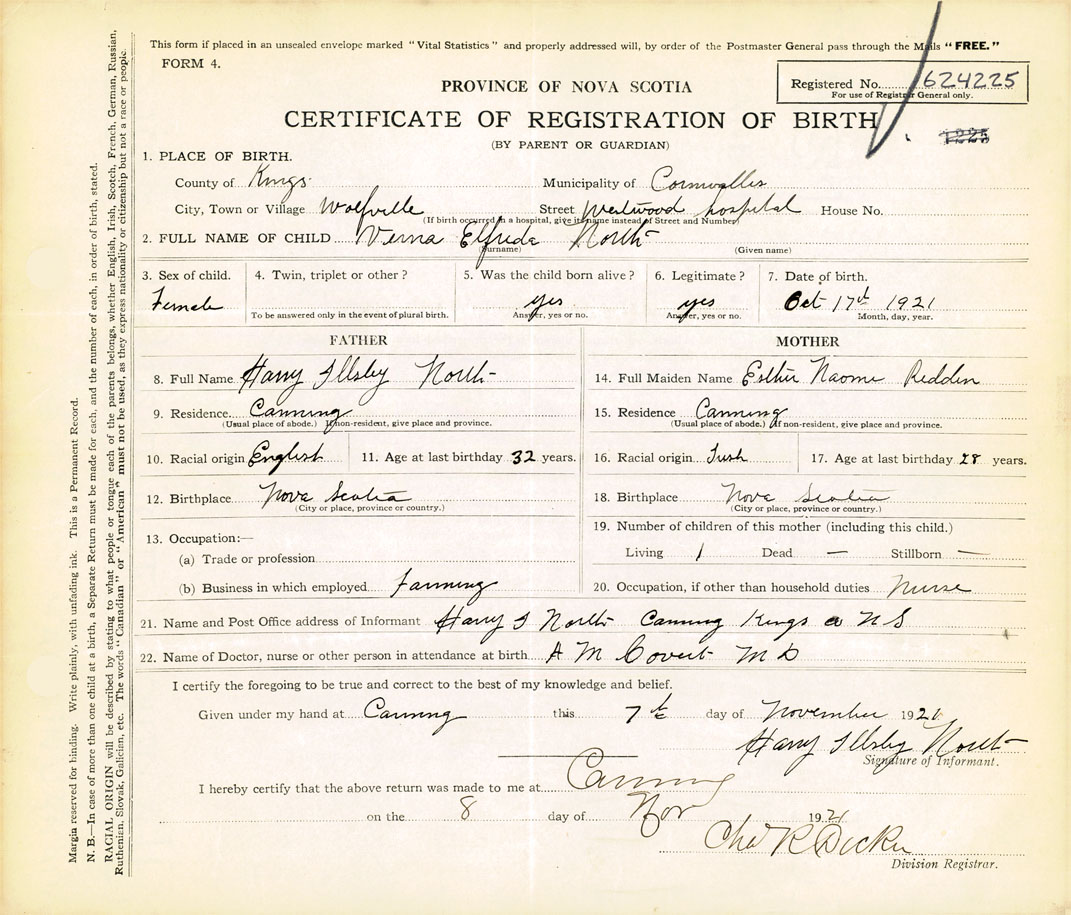 This form if placed in an unsealed envelope marked "Vital Statistics" and properly addressed will, by order of the Postmaster General pass through the Mails "FREE."
FORM 4.
Registered No. 624225
For use of Registrar General only.
PROVINCE OF NOVA SCOTIA
CERTIFICATE OF REGISTRATION OF BIRTH
1225
(BY PARENT OR GUARDIAN)
1. PLACE OF BIRTH.
County of Kings Municipality of Cornwallis
City, Town or Village Wolfville Street Westwood hospital House No.
(If birth occurred in a hospital, give its name instead of Street and Number)
2. FULL NAME OF CHILD Verna Elfreda North
(Surname) (Given name)
3. Sex of child. 4. Twin, triplet or other? 5. Was the child born alive? 6. Legitimate? 7. Date of birth.
Female yes yes Oct 17th 1921
To be answered only in the event of plural birth. Answer, yes or no. Answer, yes or no. Month, day, year.
FATHER MOTHER
8. Full Name Harry Illsley North 14. Full Maiden Name Esther Naome Redden
9. Residence Canning 15. Residence Canning
(Usual place of abode.) If non-resident, give place and province. (Usual place of abode.) If non-resident, give place and province.
10. Racial origin English 11. Age at last birthday 32 years. 16. Racial origin Irish 17. Age at last birthday 28 years.
12. Birthplace Nova Scotia 18. Birthplace Nova Scotia
(City or place, province or country.) (City or place, province or country.)
13. Occupation:— 19. Number of children of this mother (including this child.)
(a) Trade or profession Living 1 Dead — Stillborn —
(b) Business in which employed farming 20. Occupation, if other than household duties Nurse
21. Name and Post Office address of Informant Harry I North Canning Kings Co N S
22. Name of Doctor, nurse or other person in attendance at birth A M Covert M D
I certify the foregoing to be true and correct to the best of my knowledge and belief.
Given under my hand at Canning this 7th day of November 1921
Harry Illsley North
Signature of Informant.
I hereby certify that the above return was made to me at Canning
on the 8 day of Nov 1921
Chas R Dickie
Division Registrar.
Margin reserved for binding. Write plainly, with unfading ink. This is a Permanent Record.
N. B.—In case of more than one child at a birth, a Separate Return must be made for each, and the number of each, in order of birth, stated.
RACIAL ORIGIN will be described by stating to what people or tongue each of the parents belongs, whether English, Irish, Scotch, French, German, Russian,
Ruthenian, Slovak, Galician, etc. The words "Canadian" or "American" must not be used, as they express nationality or citizenship but not a race or people.